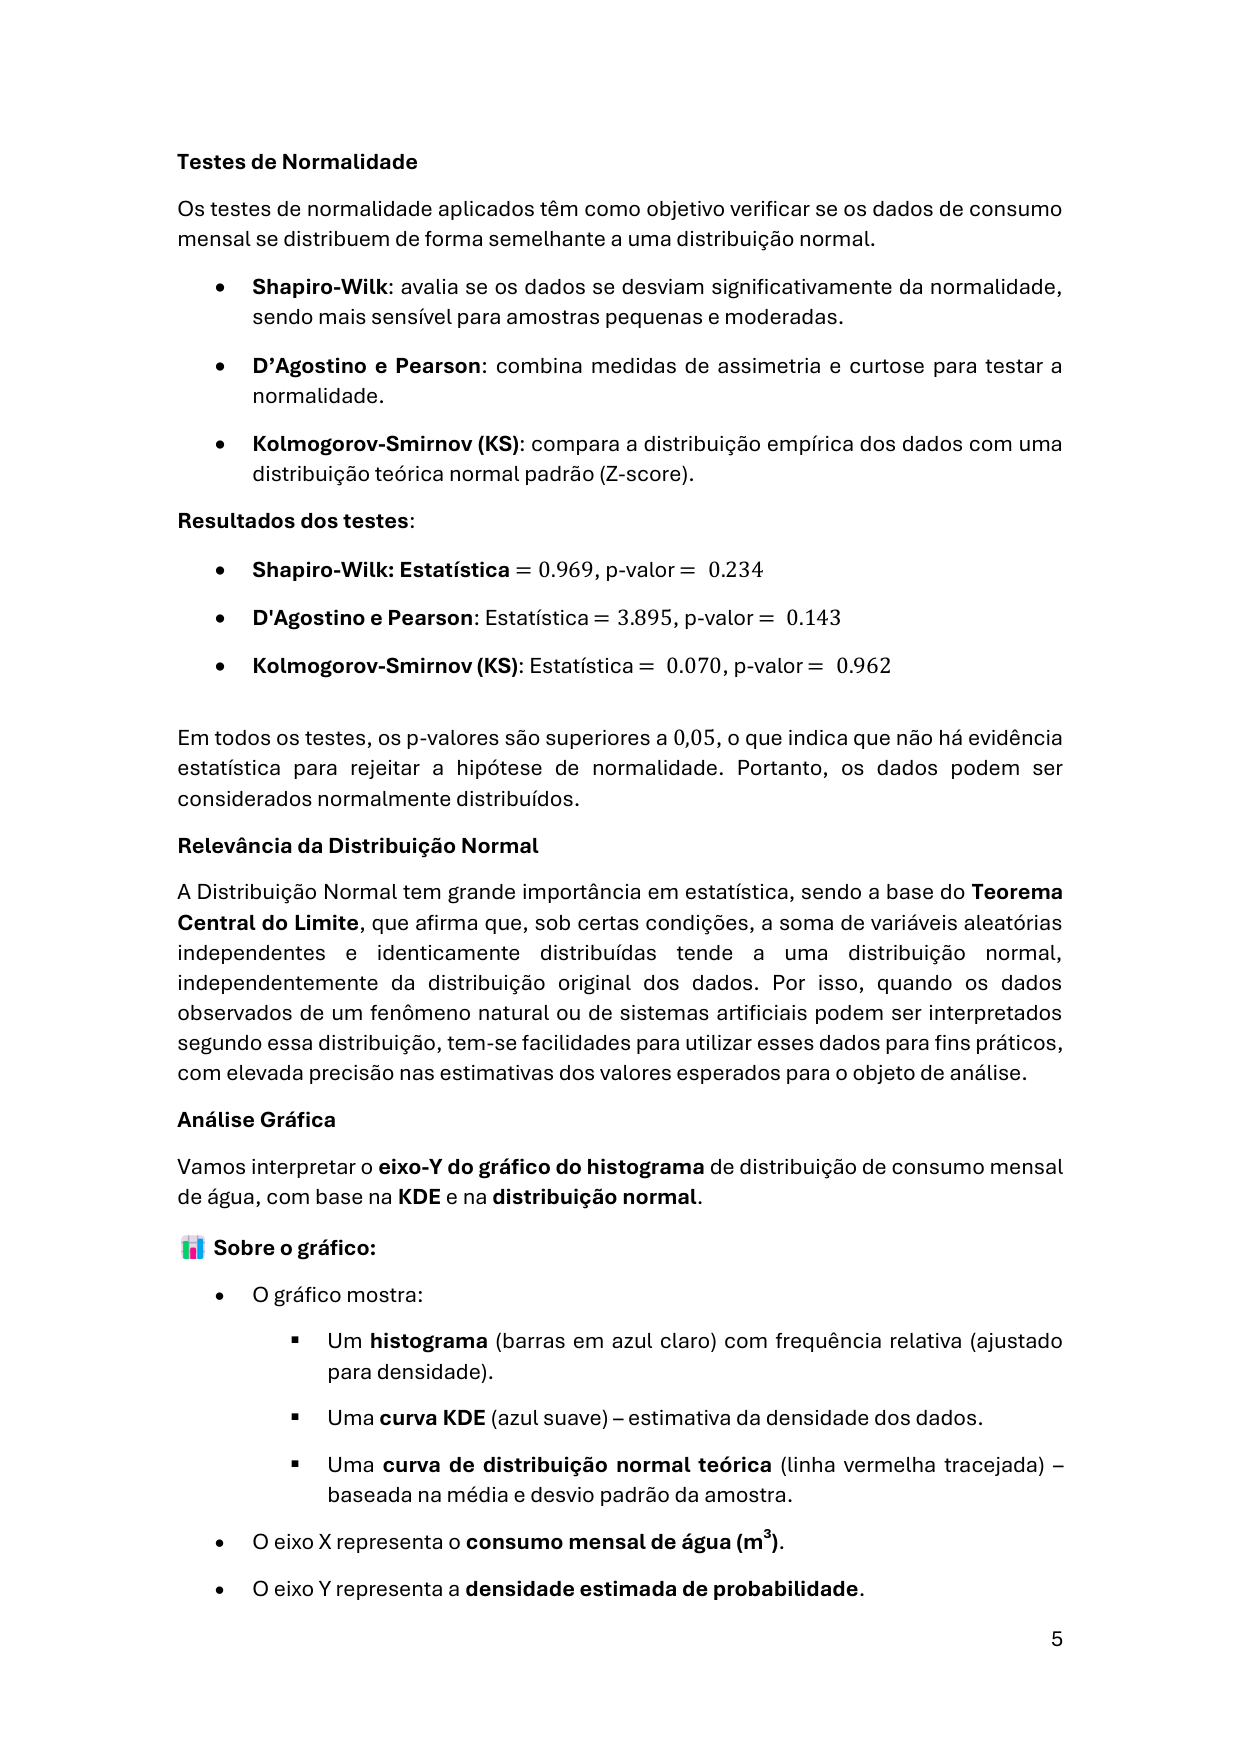 Testes de Normalidade
Os testes de normalidade aplicados têm como objetivo verificar se os dados de consumo
mensal se distribuem de forma semelhante a uma distribuição normal.
• Shapiro-Wilk: avalia se os dados se desviam significativamente da normalidade,
sendo mais sensível para amostras pequenas e moderadas.
• D’Agostino e Pearson: combina medidas de assimetria e curtose para testar a
normalidade.
• Kolmogorov-Smirnov (KS): compara a distribuição empírica dos dados com uma
distribuição teórica normal padrão (Z-score).
Resultados dos testes:
• Shapiro-Wilk: Estatística = 0.969, p-valor = 0.234
• D'Agostino e Pearson: Estatística = 3.895, p-valor = 0.143
• Kolmogorov-Smirnov (KS): Estatística = 0.070, p-valor = 0.962
Em todos os testes, os p-valores são superiores a 0,05, o que indica que não há evidência
estatística para rejeitar a hipótese de normalidade. Portanto, os dados podem ser
considerados normalmente distribuídos.
Relevância da Distribuição Normal
A Distribuição Normal tem grande importância em estatística, sendo a base do Teorema
Central do Limite, que afirma que, sob certas condições, a soma de variáveis aleatórias
independentes e identicamente distribuídas tende a uma distribuição normal,
independentemente da distribuição original dos dados. Por isso, quando os dados
observados de um fenômeno natural ou de sistemas artificiais podem ser interpretados
segundo essa distribuição, tem-se facilidades para utilizar esses dados para fins práticos,
com elevada precisão nas estimativas dos valores esperados para o objeto de análise.
Análise Gráfica
Vamos interpretar o eixo-Y do gráfico do histograma de distribuição de consumo mensal
de água, com base na KDE e na distribuição normal.
📊 Sobre o gráfico:
• O gráfico mostra:
▪ Um histograma (barras em azul claro) com frequência relativa (ajustado
para densidade).
▪ Uma curva KDE (azul suave) – estimativa da densidade dos dados.
▪ Uma curva de distribuição normal teórica (linha vermelha tracejada) –
baseada na média e desvio padrão da amostra.
• O eixo X representa o consumo mensal de água (m³).
• O eixo Y representa a densidade estimada de probabilidade.
5